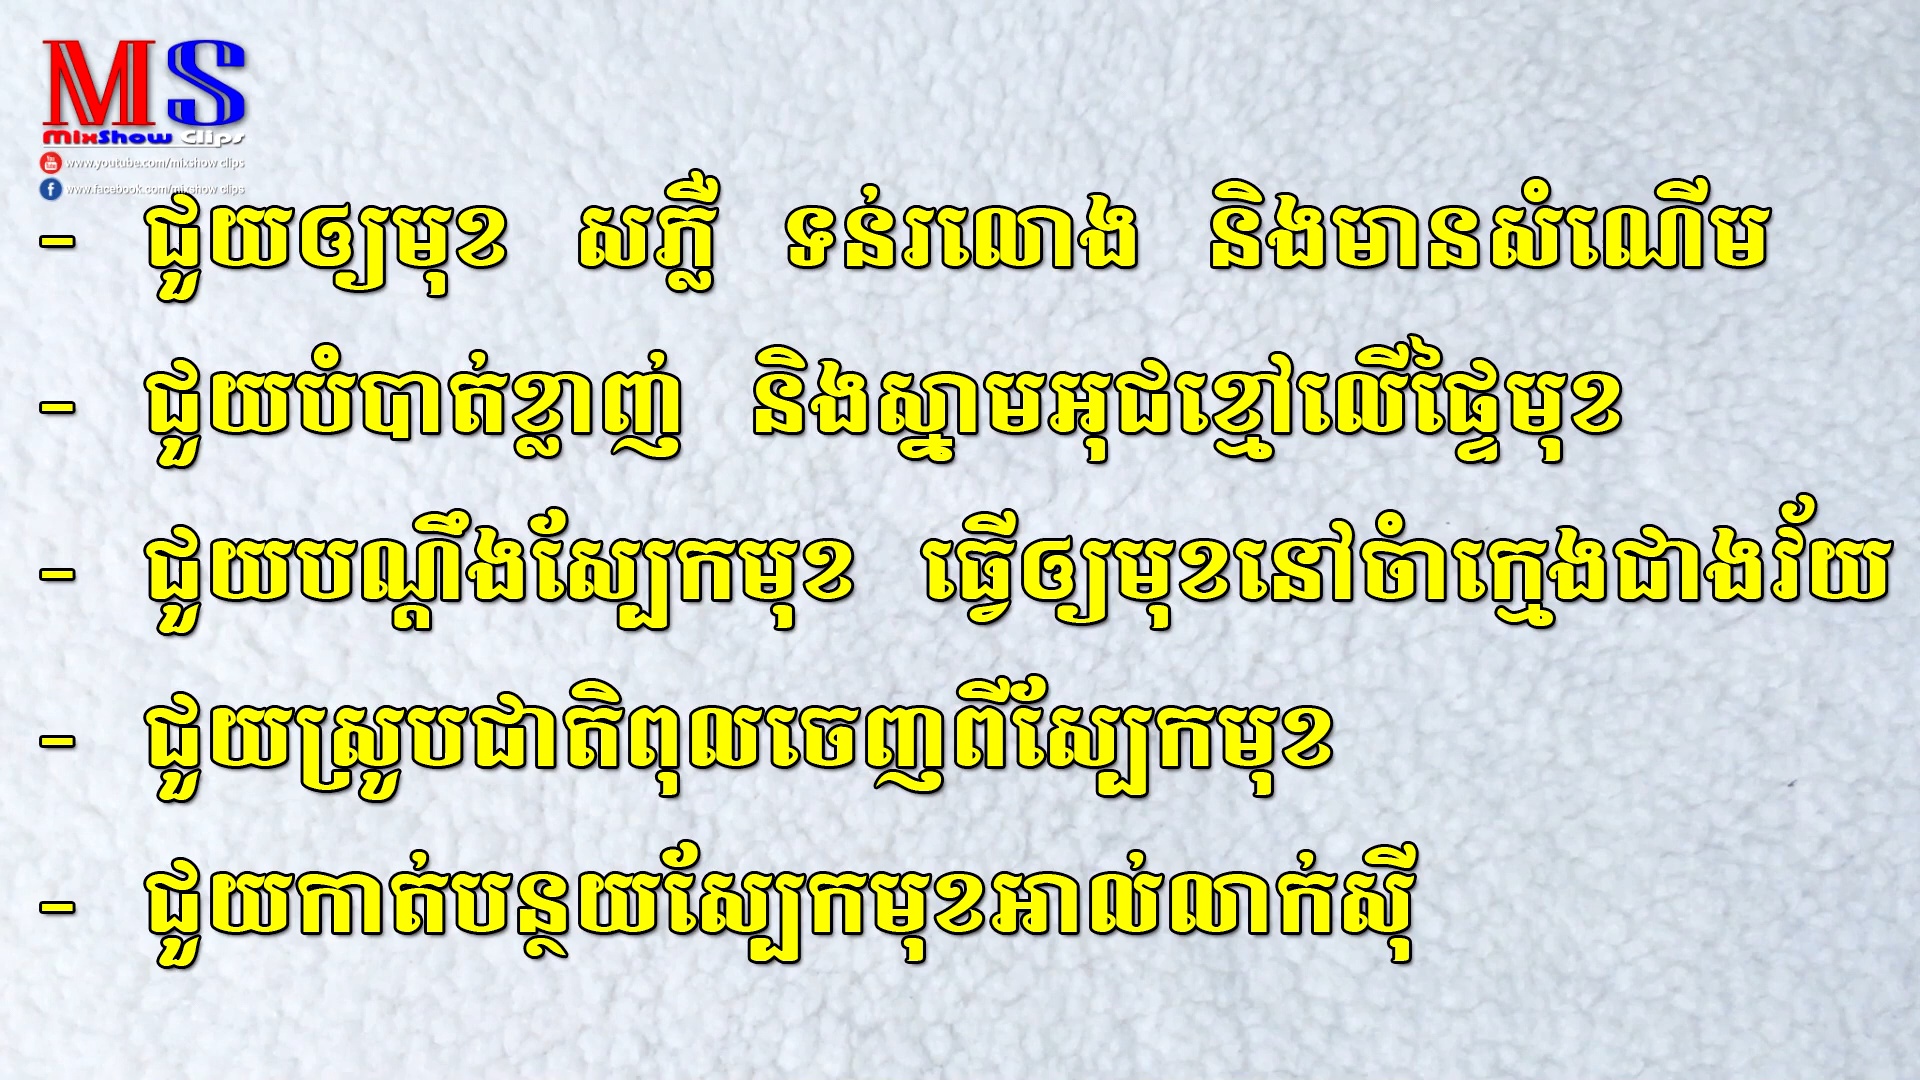 MS
MixShow Clips
www.youtube.com/mixshow clips
www.facebook.com/mixshow clips
- ជួយឲ្យមុខ សភ្លឺ ទន់រលោង និងមានសំណើម
- ជួយបំបាត់ខ្លាញ់ និងស្នាមអុជខ្មៅលើផ្ទៃមុខ
- ជួយបណ្តឹងស្បែកមុខ ធ្វើឲ្យមុខនៅចំាក្មេងជាងវ័យ
- ជួយស្រូបជាតិពុលចេញពីស្បែកមុខ
- ជួយកាត់បន្ថយស្បែកមុខអាល់លាក់ស៊ី